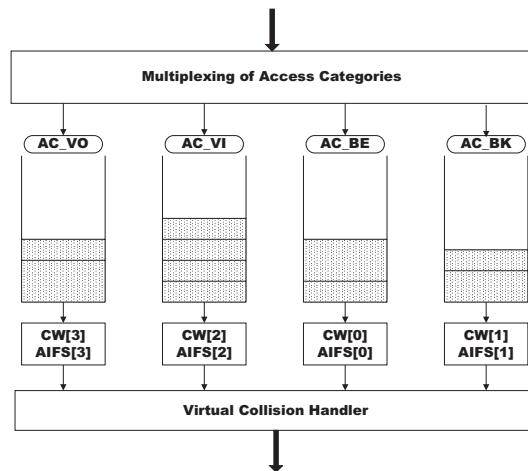 Multiplexing of Access Categories
AC_VO
AC_VI
AC_BE
AC_BK
CW[3]
AIFS[3]
CW[2]
AIFS[2]
CW[0]
AIFS[0]
CW[1]
AIFS[1]
Virtual Collision Handler